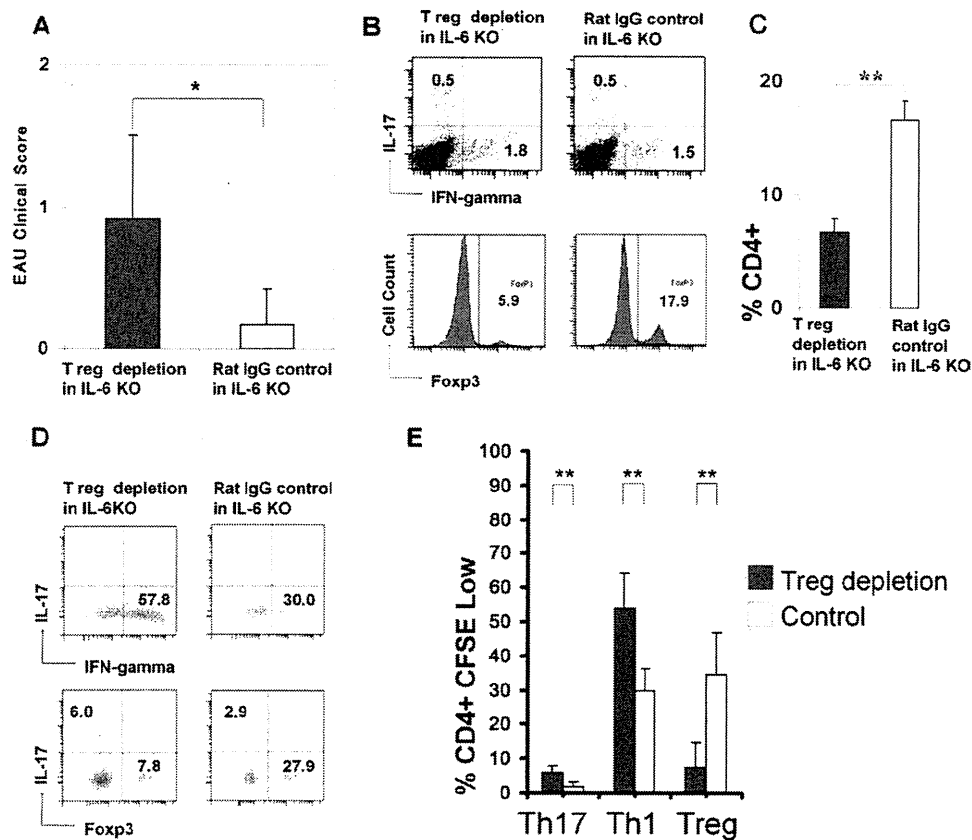 A
2
*
1
0
EAU Clinical Score
T reg depletion
in IL-6 KO
Rat IgG control
in IL-6 KO
B
T reg depletion
in IL-6 KO
Rat IgG control
in IL-6 KO
0.5
1.8
0.5
1.5
IL-17
IFN-gamma
FoxP3
5.9
FoxP3
17.9
Cell Count
Foxp3
C
20
**
10
0
% CD4+
T reg
depletion
in IL-6 KO
Rat IgG
control
in IL-6 KO
D
T reg depletion
in IL-6KO
Rat IgG control
in IL-6 KO
57.8
30.0
IL-17
IFN-gamma
6.0
7.8
2.9
27.9
IL-17
Foxp3
E
100
90
80
70
60
50
40
30
20
10
0
** ** **
% CD4+ CFSE Low
Th17 Th1 Treg
Treg depletion
Control